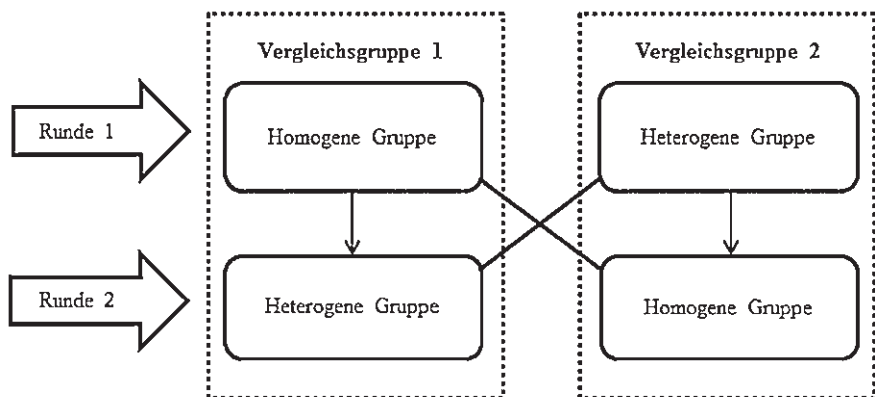 Vergleichsgruppe 1
Vergleichsgruppe 2
Runde 1
Homogene Gruppe
Heterogene Gruppe
Runde 2
Heterogene Gruppe
Homogene Gruppe